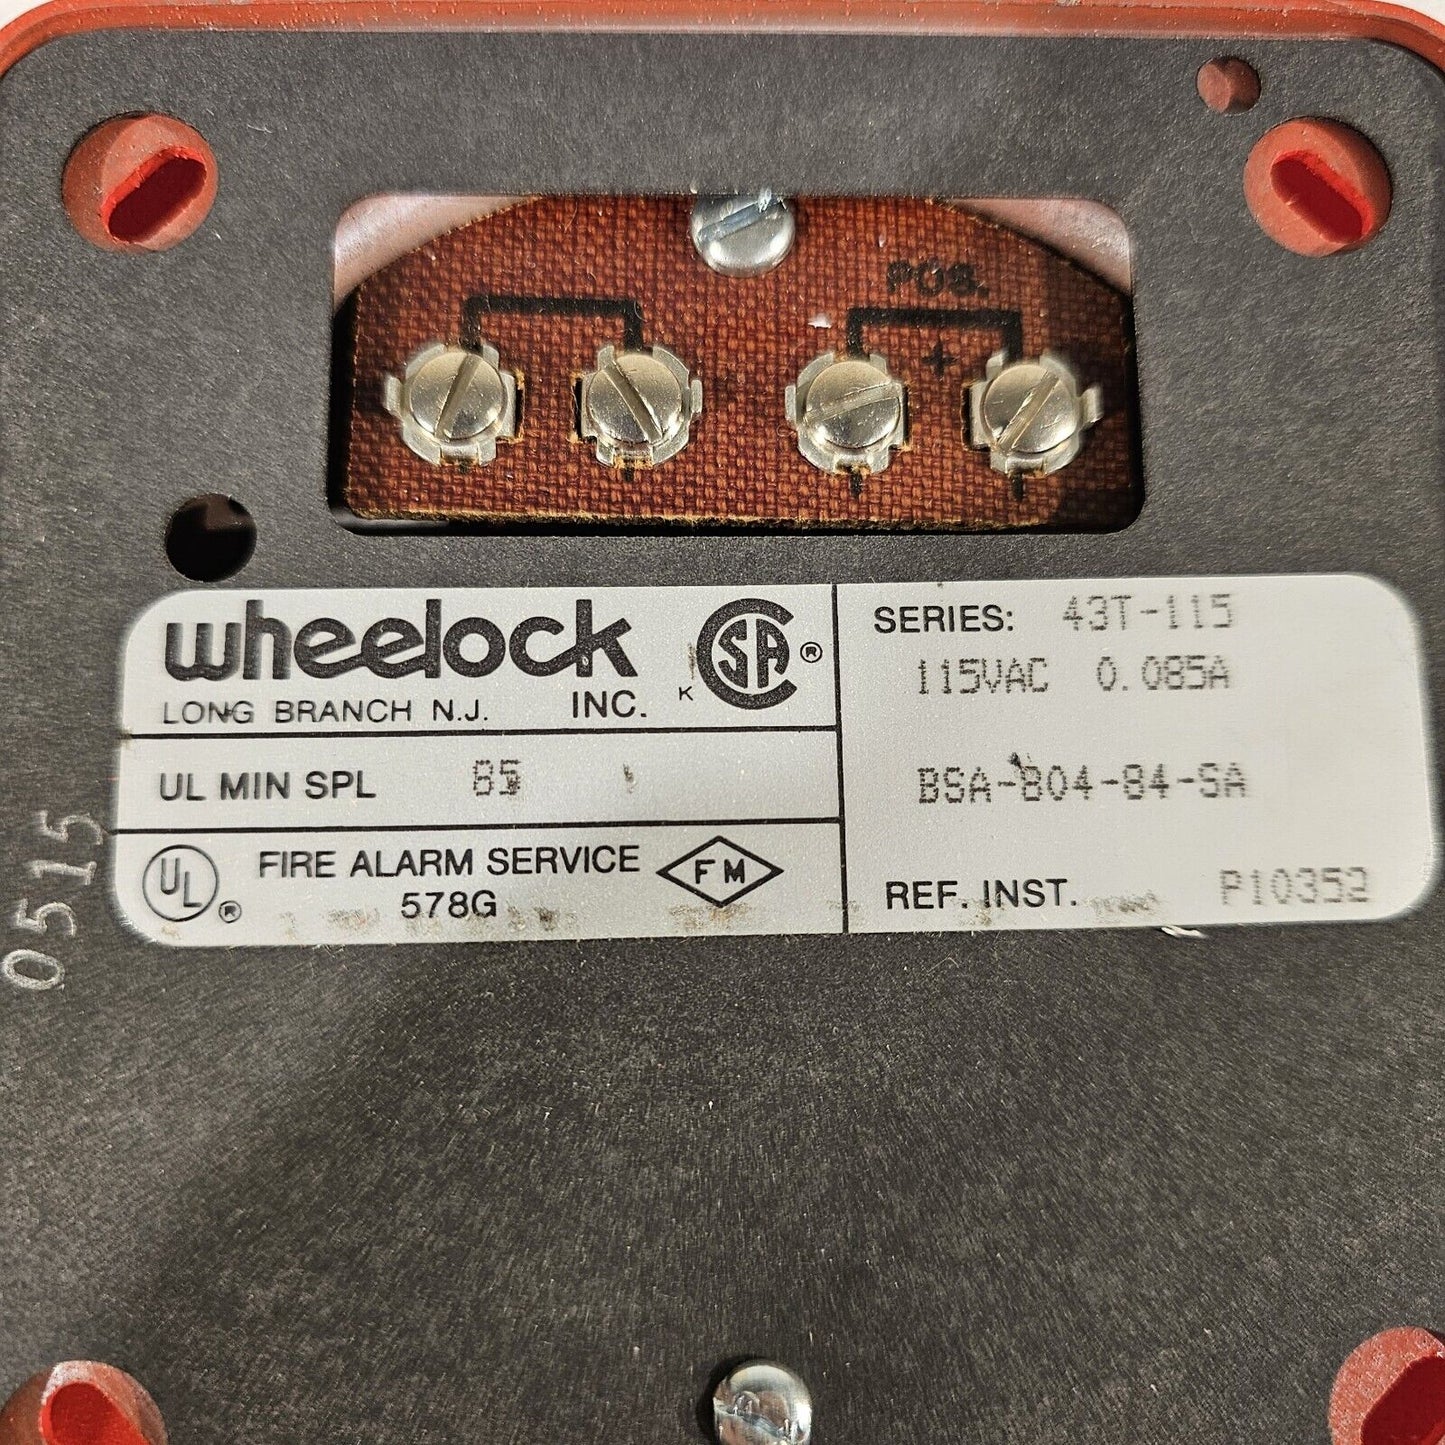 POS.
+
wheelock
INC.
LONG BRANCH N.J.
K SA ®
SERIES: 43T-115
115VAC 0.085A
UL MIN SPL 85
BSA-804-84-SA
UL ® FIRE ALARM SERVICE
578G
FM
REF. INST. P10352
0515